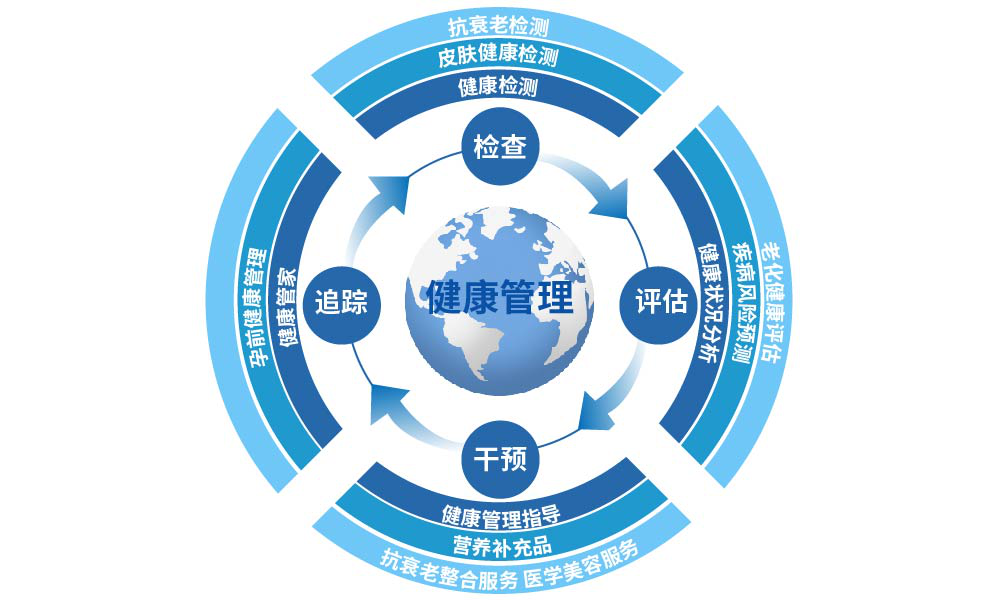 抗衰老检测
皮肤健康检测
健康检测
检查
健康管理
追踪
评估
干预
孕前健康管理
健康管家
健康状况分析
疾病风险预测
老化健康评估
健康管理指导
营养补充品
抗衰老整合服务 医学美容服务